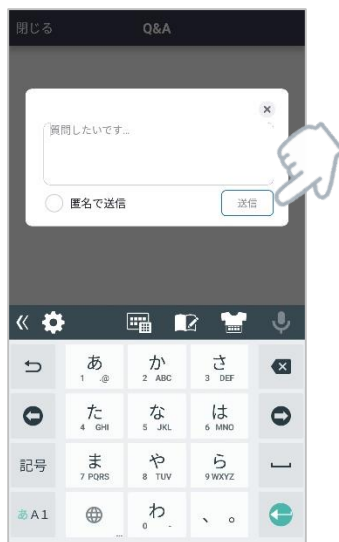 閉じる Q&A
質問したいです...
匿名で送信 送信
あ か さ
1 .@ 2 ABC 3 DEF
た な は
4 GHI 5 JKL 6 MNO
記号 ま や ら
7 PQRS 8 TUV 9 WXYZ
あA1 わ 、。
... 0 -